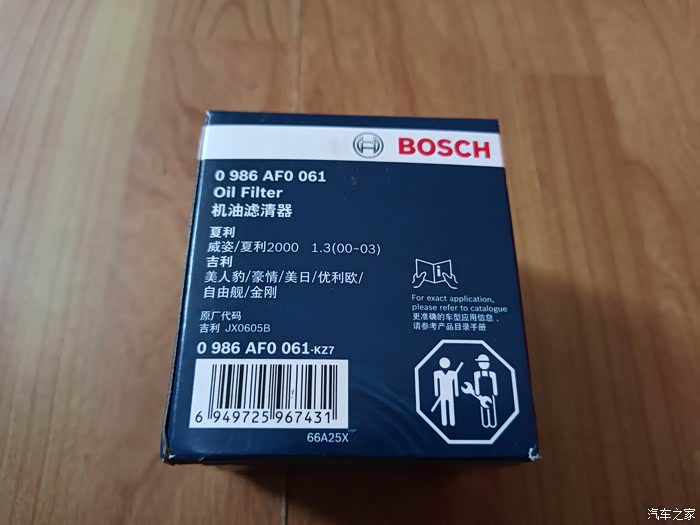 BOSCH
0 986 AF0 061
Oil Filter
机油滤清器
夏利
威姿/夏利2000 1.3(00~03)
吉利
美人豹/豪情/美日/优利欧/
自由舰/金刚
For exact application,
please refer to catalogue
更准确的车型应用信息,
请参考产品目录手册
原厂代码
吉利 JX0605B
0 986 AF0 061-KZ7
6 949725 967431
66A25X
汽车之家